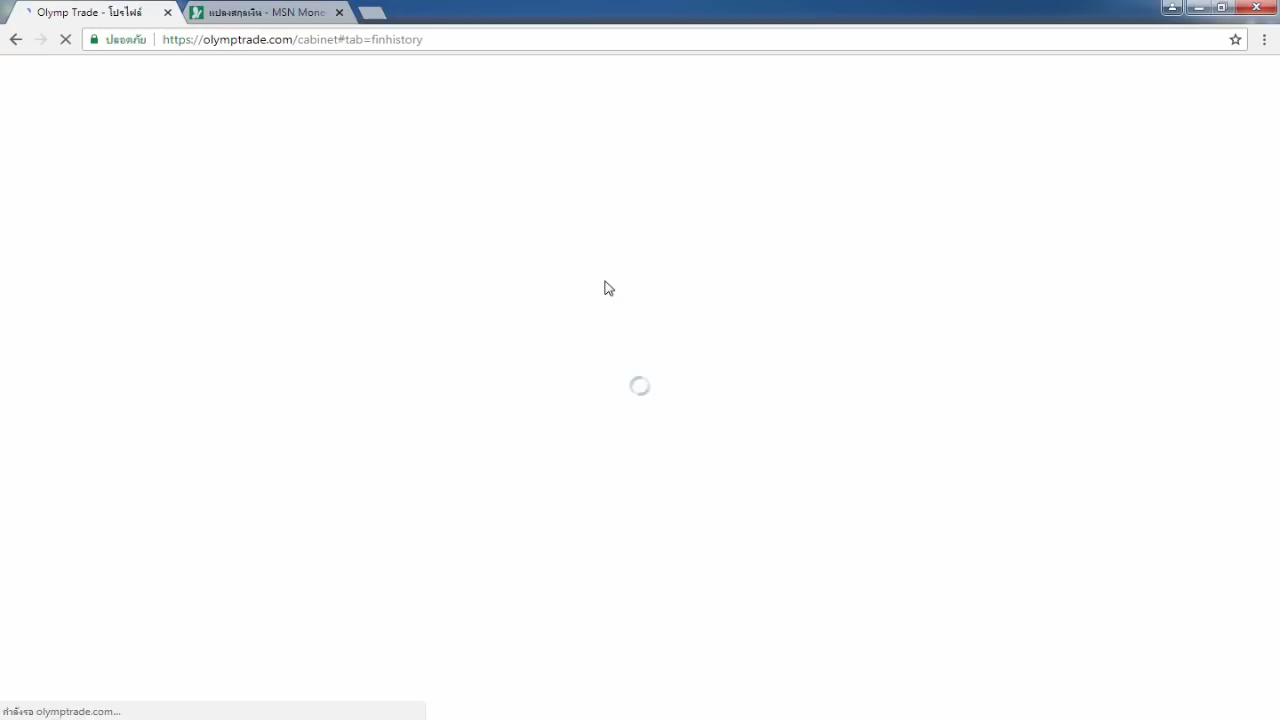 Olymp Trade - โปรไฟล์
แปลงสกุลเงิน - MSN Mone
ปลอดภัย
https://olymptrade.com/cabinet#tab=finhistory
กำลังรอ olymptrade.com...